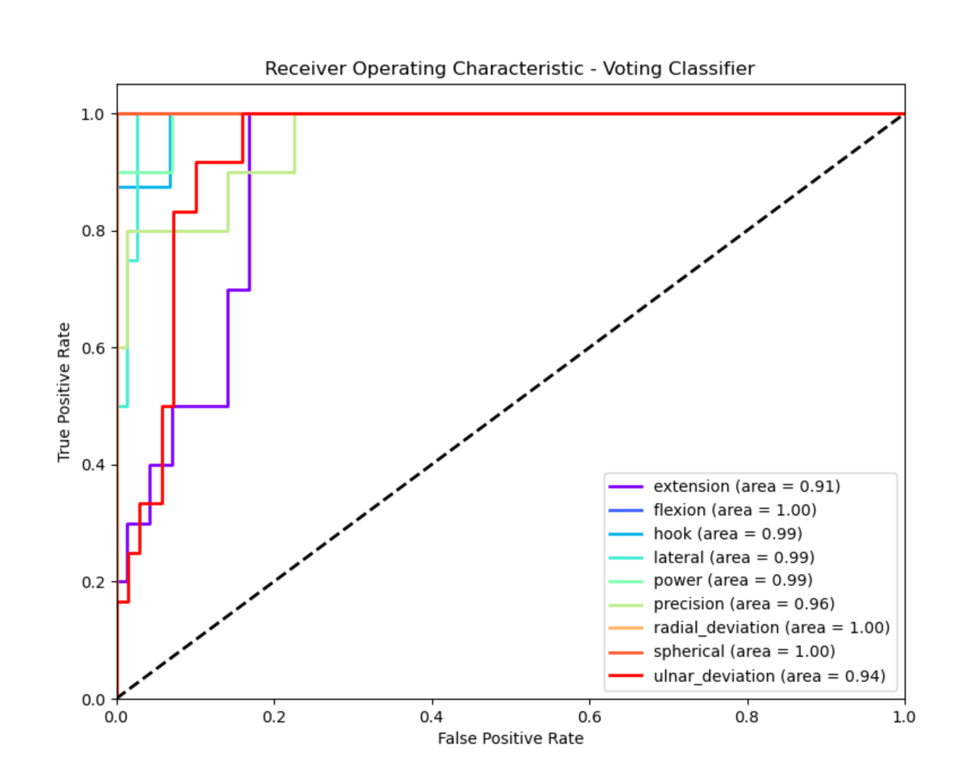 Receiver Operating Characteristic - Voting Classifier
1.0
0.8
0.6
0.4
0.2
0.0
True Positive Rate
extension (area = 0.91)
flexion (area = 1.00)
hook (area = 0.99)
lateral (area = 0.99)
power (area = 0.99)
precision (area = 0.96)
radial_deviation (area = 1.00)
spherical (area = 1.00)
ulnar_deviation (area = 0.94)
0.0 0.2 0.4 0.6 0.8 1.0
False Positive Rate